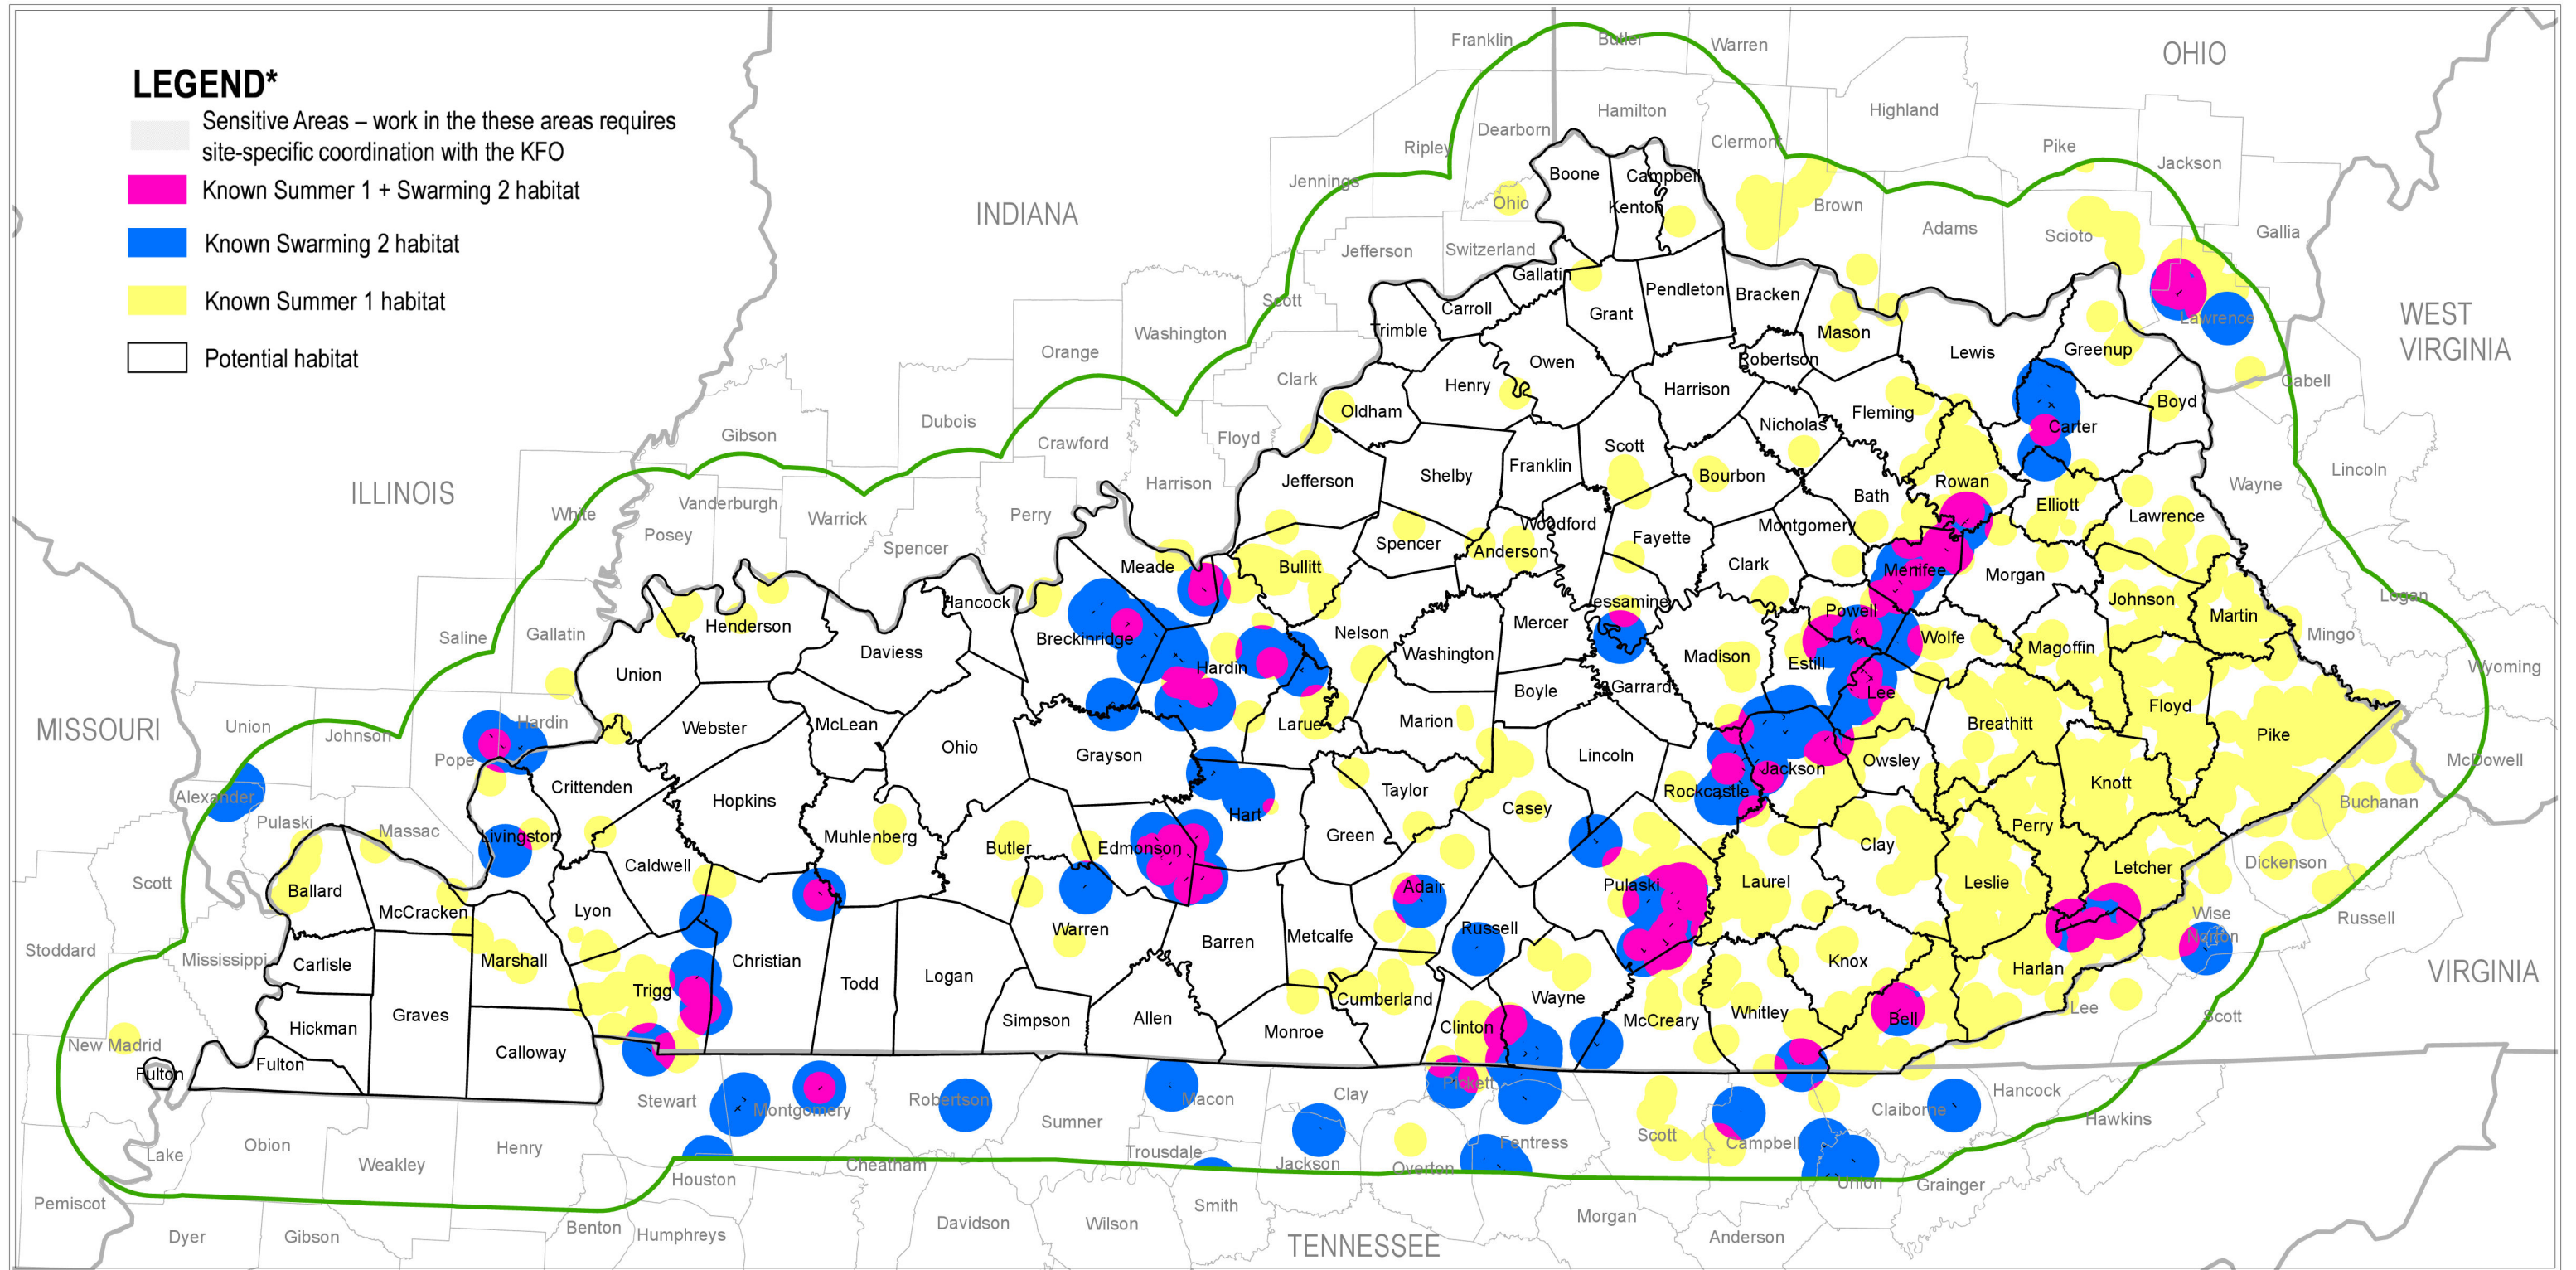 LEGEND*
Sensitive Areas – work in the these areas requires
site-specific coordination with the KFO
Known Summer 1 + Swarming 2 habitat
Known Swarming 2 habitat
Known Summer 1 habitat
Potential habitat
Franklin
Butler
Warren
OHIO
Hamilton
Highland
Dearborn
Clermont
Ripley
Pike
Jackson
Jennings
Boone
Campbell
INDIANA
Ohio
Kenton
Brown
Adams
Scioto
Gallia
Jefferson
Switzerland
Gallatin
Scott
Carroll
Pendleton
Bracken
Grant
Trimble
Mason
Washington
Lawrence
WEST
VIRGINIA
Orange
Lewis
Greenup
Owen
Robertson
Clark
Henry
Harrison
Cabell
Oldham
Fleming
Boyd
Dubois
Nicholas
Carter
Gibson
Crawford
Floyd
Scott
Shelby
Franklin
Bourbon
Lincoln
Jefferson
Harrison
Rowan
Wayne
ILLINOIS
Bath
Vanderburgh
Elliott
White
Warrick
Perry
Woodford
Montgomery
Lawrence
Posey
Spencer
Spencer
Anderson
Fayette
Meade
Bullitt
Clark
Menifee
Morgan
Hancock
Breckinridge
Jessamine
Powell
Johnson
Logan
Martin
Saline
Gallatin
Henderson
Mercer
Nelson
Washington
Wolfe
Mingo
Daviess
Madison
Estill
Magoffin
Union
Hardin
Wyoming
Boyle
Garrard
Lee
MISSOURI
Union
Johnson
Hardin
Webster
McLean
Larue
Marion
Breathitt
Floyd
Pike
Pope
Ohio
Grayson
Lincoln
Owsley
McDowell
Alexander
Crittenden
Hopkins
Taylor
Jackson
Rockcastle
Knott
Buchanan
Pulaski
Massac
Livingston
Muhlenberg
Hart
Green
Casey
Perry
Butler
Edmonson
Clay
Scott
Ballard
Caldwell
Adair
Pulaski
Laurel
Leslie
Letcher
Dickenson
McCracken
Lyon
Russell
Wise
Russell
Warren
Barren
Metcalfe
Norton
Stoddard
Mississippi
Carlisle
Marshall
Christian
Knox
Harlan
VIRGINIA
Trigg
Todd
Logan
Cumberland
Wayne
Hickman
Graves
Simpson
Allen
Monroe
Clinton
McCreary
Whitley
Bell
Lee
Scott
New Madrid
Fulton
Fulton
Calloway
Pickett
Stewart
Montgomery
Robertson
Macon
Clay
Claiborne
Hancock
Sumner
Hawkins
Lake
Obion
Weakley
Henry
Trousdale
Jackson
Overton
Fentress
Scott
Campbell
Houston
Cheatham
Union
Grainger
Pemiscot
Smith
Dyer
Gibson
Benton
Humphreys
Davidson
Wilson
TENNESSEE
Morgan
Anderson